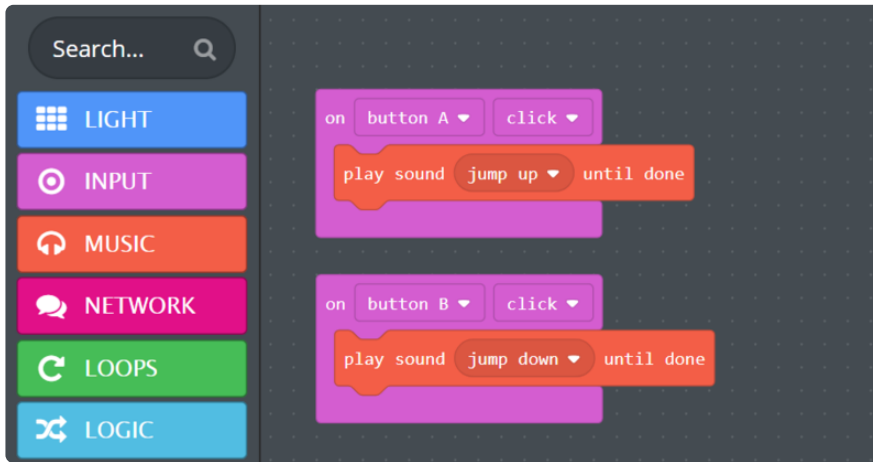 Search...
LIGHT
INPUT
MUSIC
NETWORK
LOOPS
LOGIC
on button A click
play sound jump up until done
on button B click
play sound jump down until done